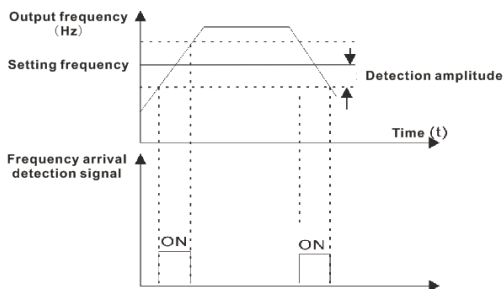 Output frequency
(Hz)
Setting frequency
Detection amplitude
Time (t)
Frequency arrival
detection signal
ON
ON